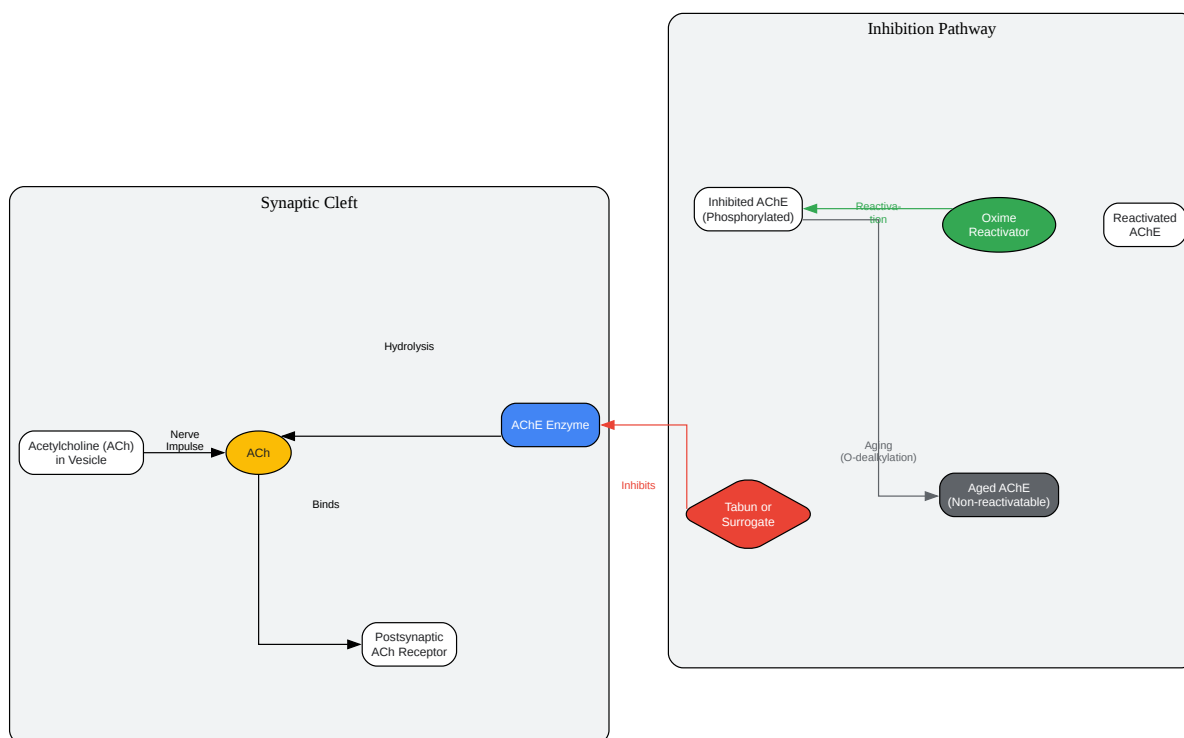 Inhibition Pathway
Synaptic Cleft
Inhibited AChE
(Phosphorylated)
Reactiva-
tion
Oxime
Reactivator
Reactivated
AChE
Hydrolysis
AChE Enzyme
Acetylcholine (ACh)
in Vesicle
Nerve
Impulse
ACh
Aging
(O-dealkylation)
Inhibits
Binds
Tabun or
Surrogate
Aged AChE
(Non-reactivatable)
Postsynaptic
ACh Receptor